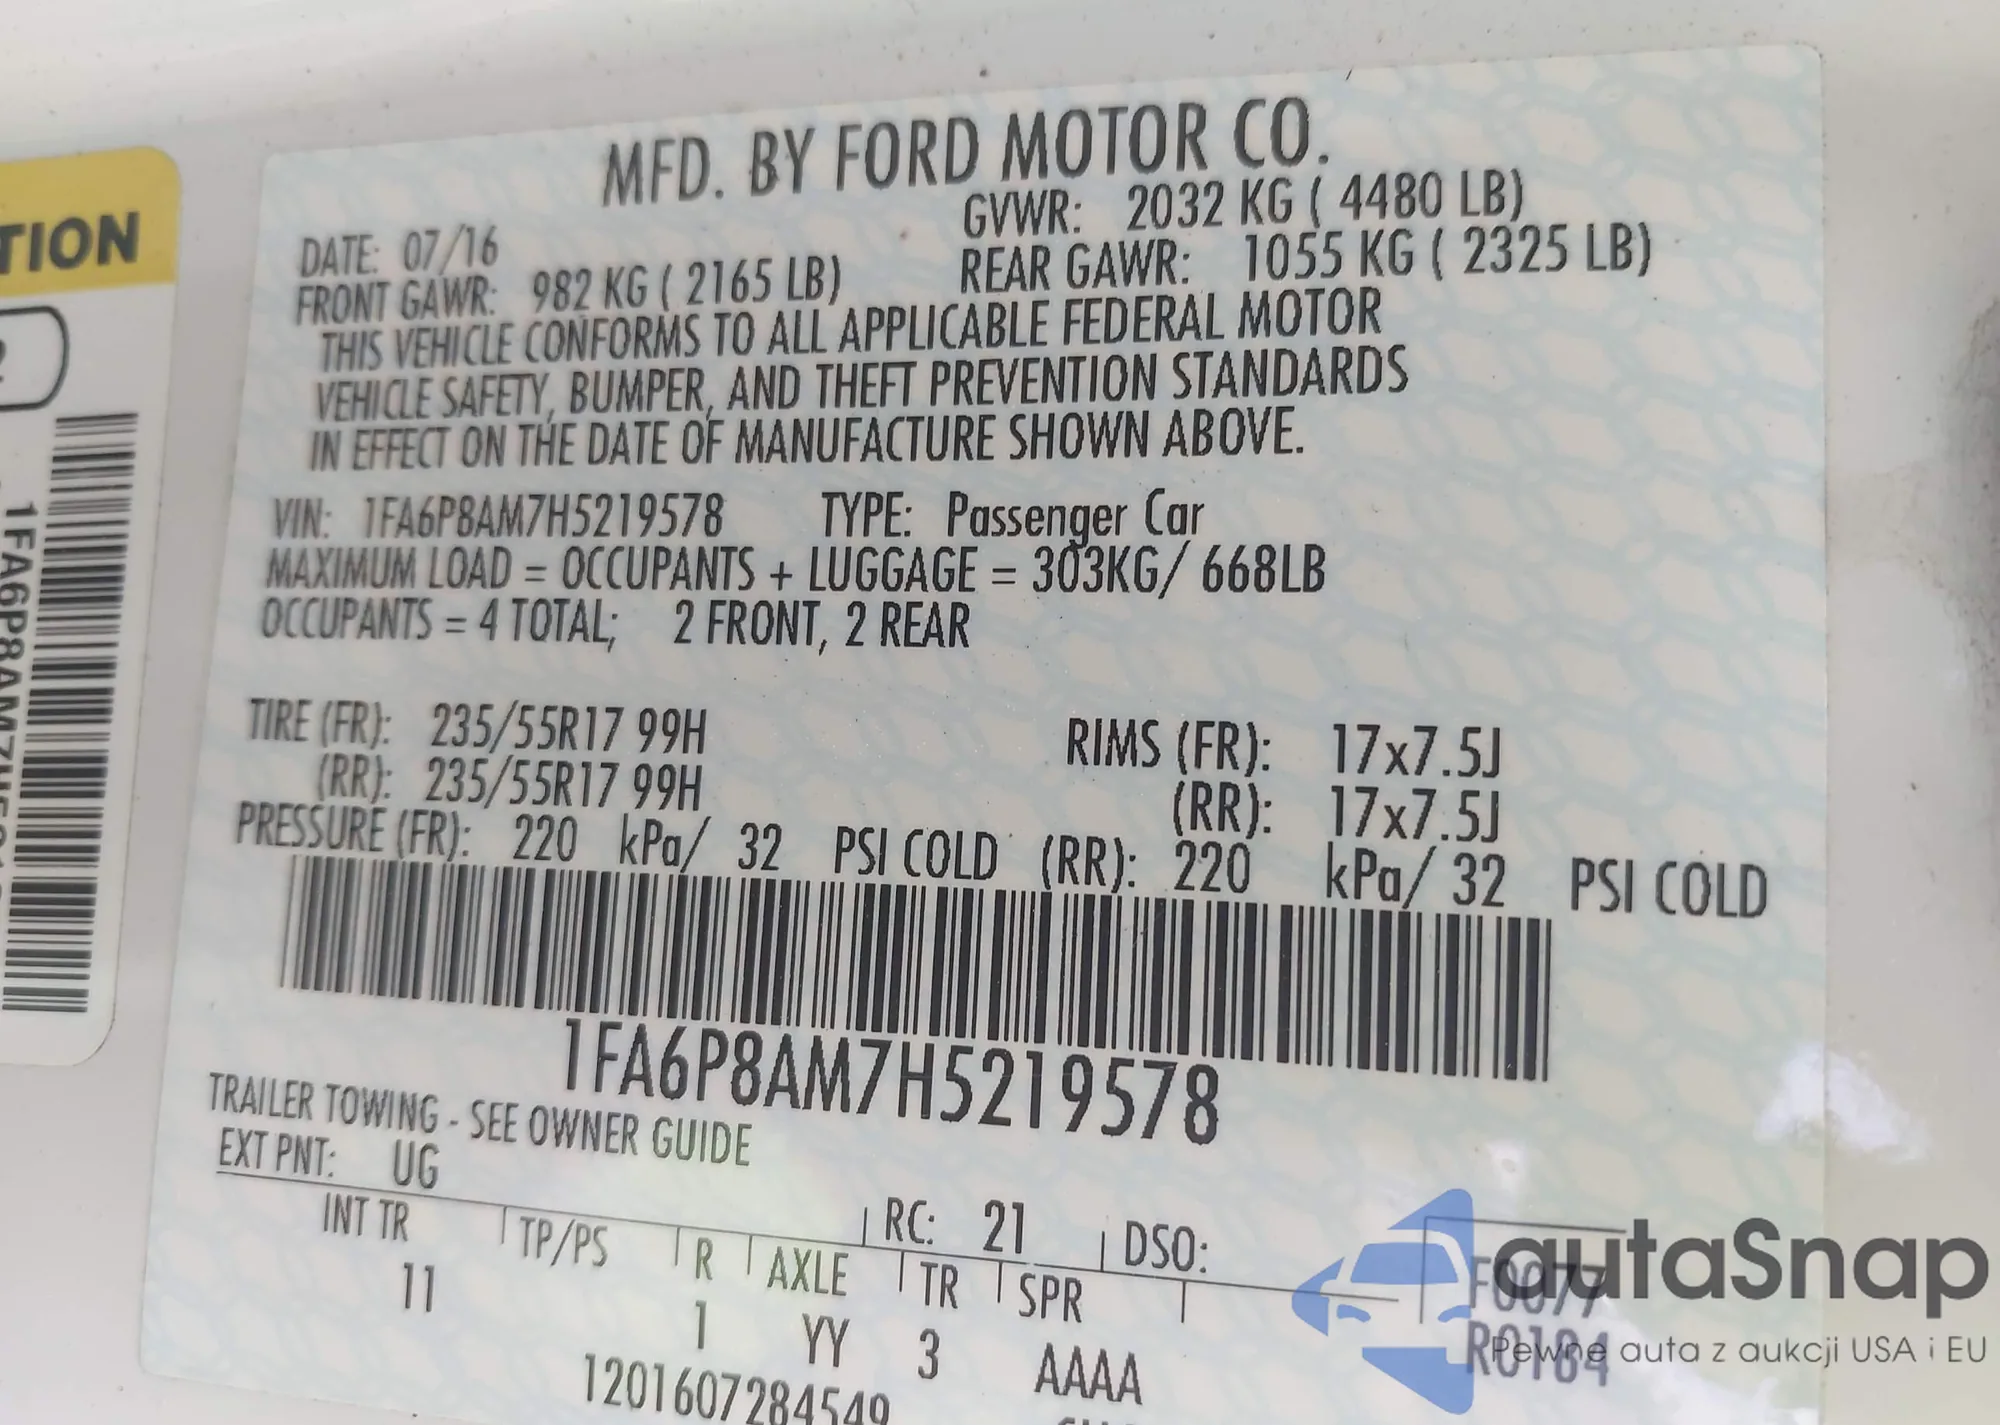 TION
1FA6P8AM7H5
MFD. BY FORD MOTOR CO.
DATE: 07/16 GVWR: 2032 KG ( 4480 LB)
FRONT GAWR: 982 KG ( 2165 LB) REAR GAWR: 1055 KG ( 2325 LB)
THIS VEHICLE CONFORMS TO ALL APPLICABLE FEDERAL MOTOR
VEHICLE SAFETY, BUMPER, AND THEFT PREVENTION STANDARDS
IN EFFECT ON THE DATE OF MANUFACTURE SHOWN ABOVE.
VIN: 1FA6P8AM7H5219578 TYPE: Passenger Car
MAXIMUM LOAD = OCCUPANTS + LUGGAGE = 303KG/ 668LB
OCCUPANTS = 4 TOTAL; 2 FRONT, 2 REAR
TIRE (FR): 235/55R17 99H RIMS (FR): 17x7.5J
(RR): 235/55R17 99H (RR): 17x7.5J
PRESSURE (FR): 220 kPa/ 32 PSI COLD (RR): 220 kPa/ 32 PSI COLD
1FA6P8AM7H5219578
TRAILER TOWING - SEE OWNER GUIDE
EXT PNT: UG RC: 21 DSO:
INT TR TP/PS R AXLE TR SPR F0077
11 1 YY 3 AAAA R0184
1201607284549
autaSnap
Pewne auta z aukcji USA i EU